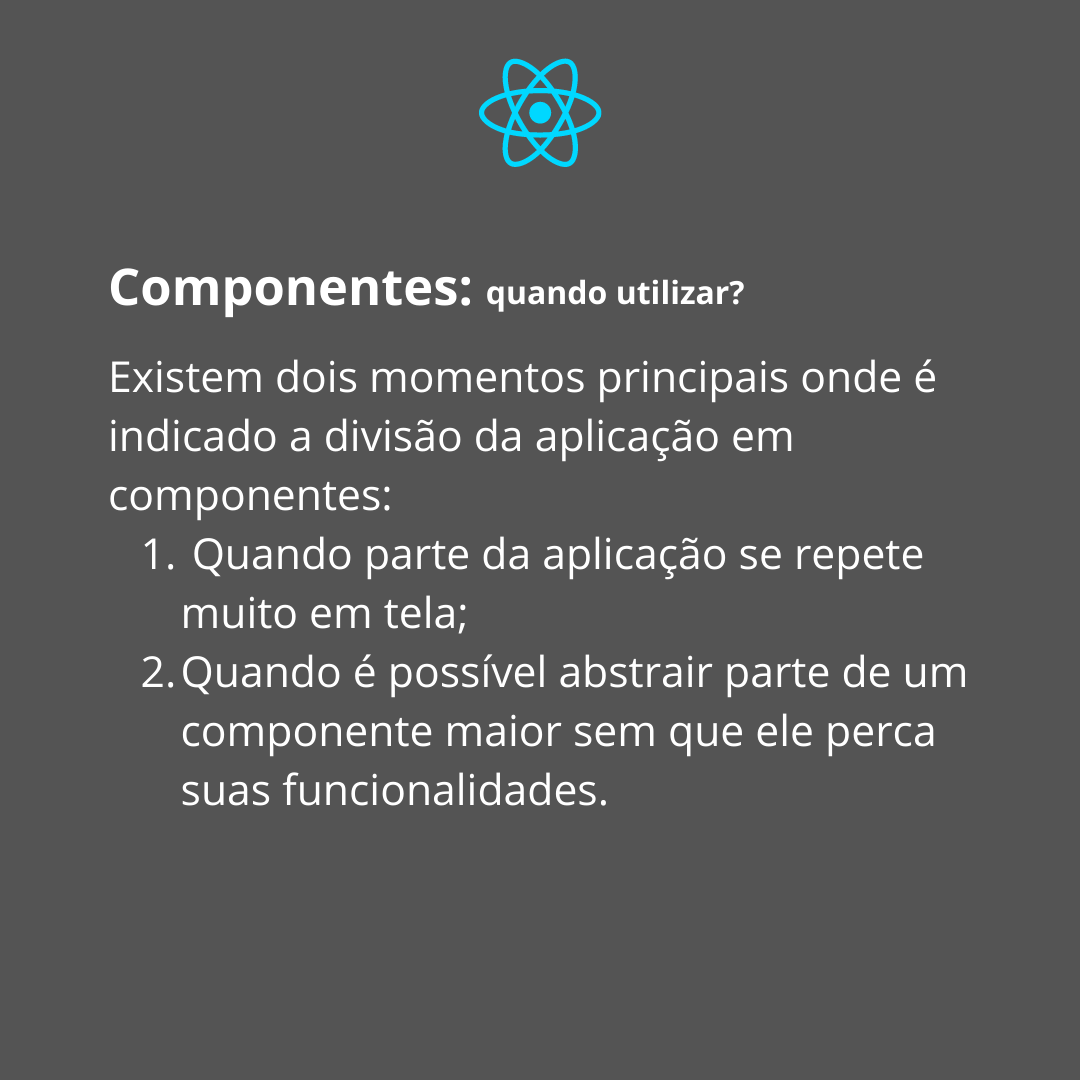 Componentes: quando utilizar?
Existem dois momentos principais onde é
indicado a divisão da aplicação em
componentes:
1. Quando parte da aplicação se repete
muito em tela;
2. Quando é possível abstrair parte de um
componente maior sem que ele perca
suas funcionalidades.